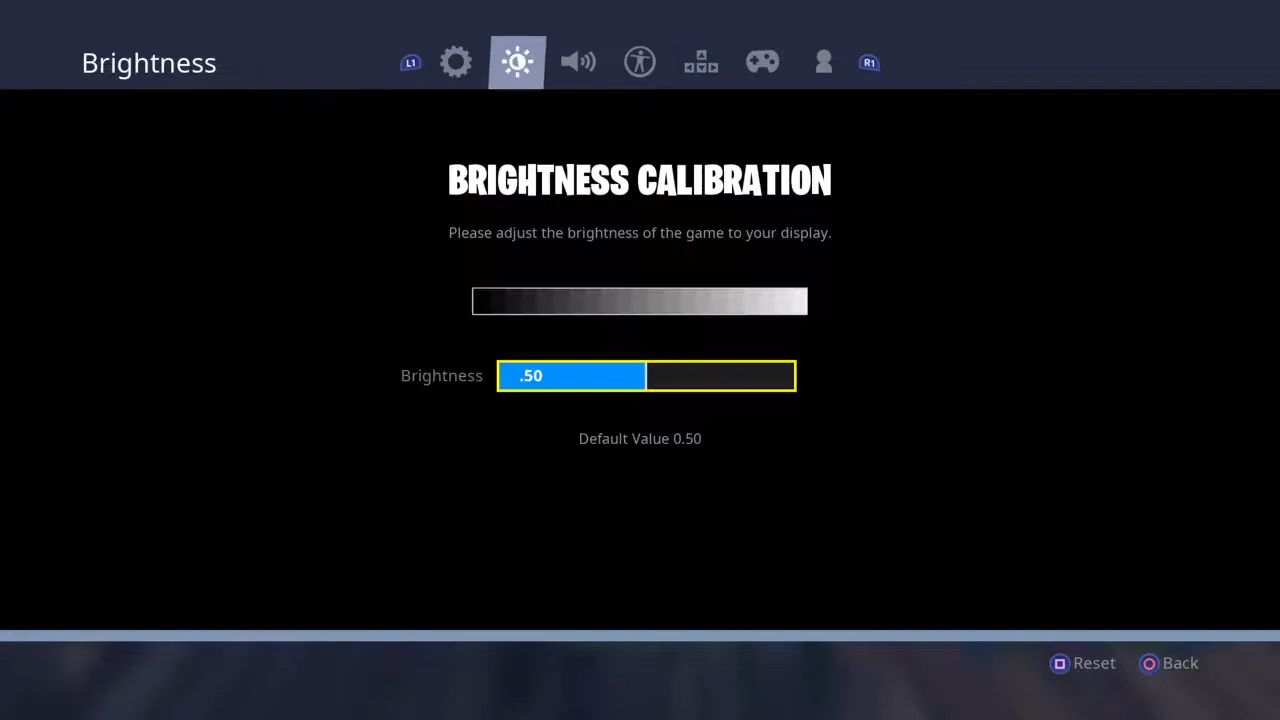 Brightness
L1
R1
BRIGHTNESS CALIBRATION
Please adjust the brightness of the game to your display.
Brightness
.50
Default Value 0.50
Reset
Back